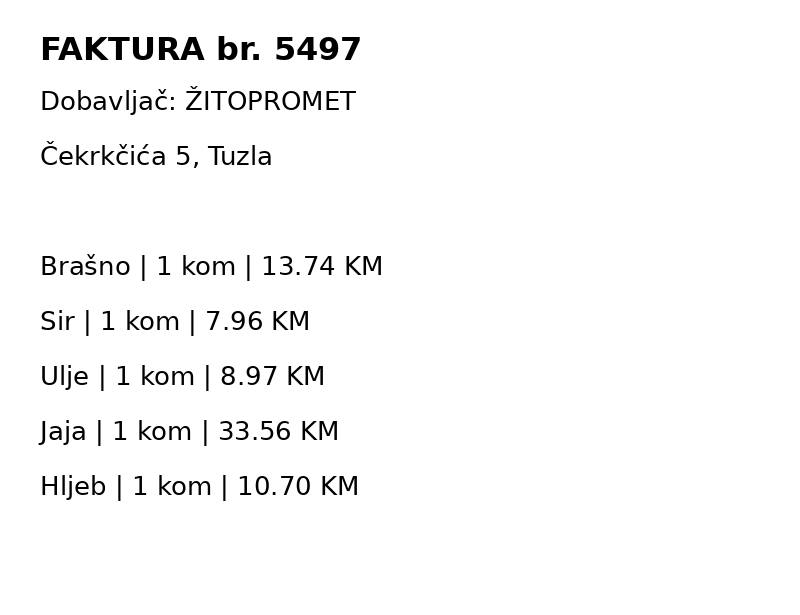 FAKTURA br. 5497
Dobavljač: ŽITOPROMET
Čekrkčića 5, Tuzla
Brašno | 1 kom | 13.74 KM
Sir | 1 kom | 7.96 KM
Ulje | 1 kom | 8.97 KM
Jaja | 1 kom | 33.56 KM
Hljeb | 1 kom | 10.70 KM